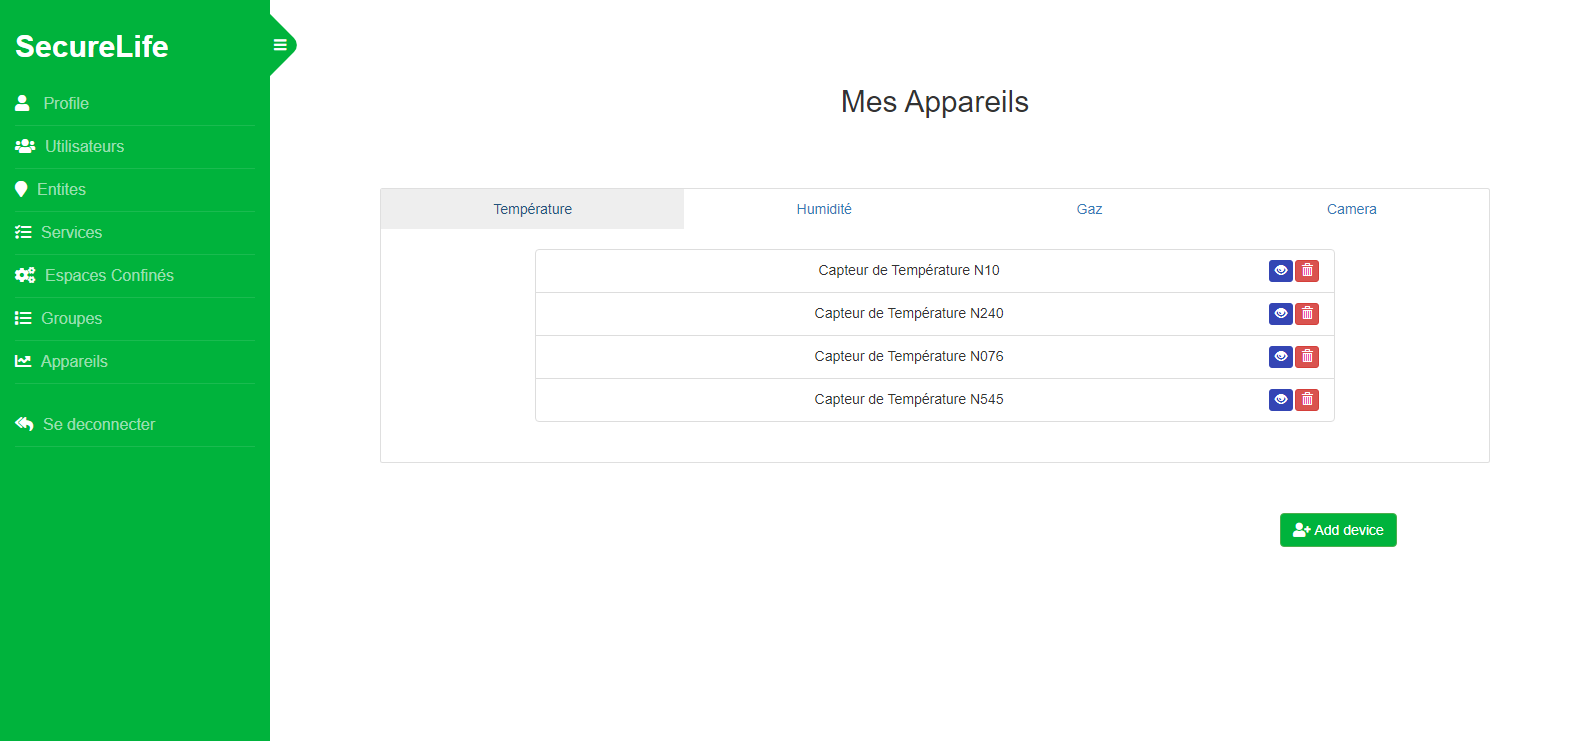 SecureLife
Profile
Utilisateurs
Entites
Services
Espaces Confinés
Groupes
Appareils
Se deconnecter
Mes Appareils
Température Humidité Gaz Camera
Capteur de Température N10
Capteur de Température N240
Capteur de Température N076
Capteur de Température N545
Add device